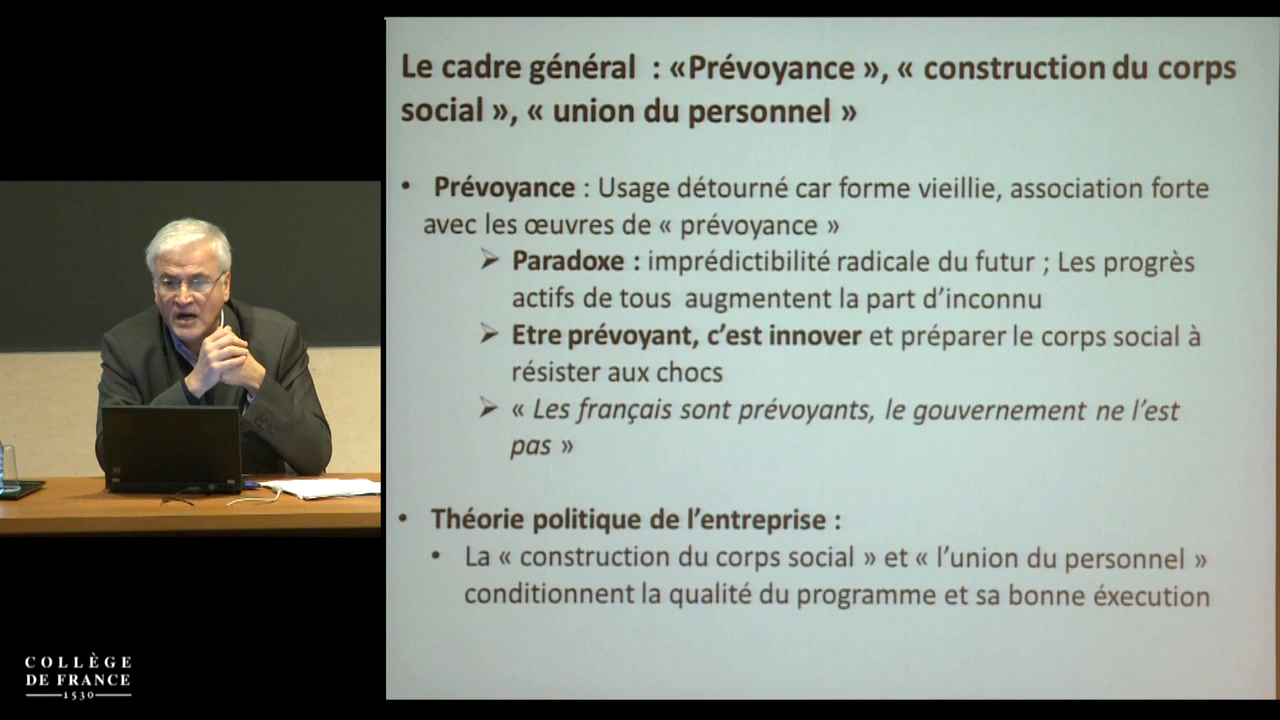 Le cadre général : «Prévoyance », « construction du corps
social », « union du personnel »
• Prévoyance : Usage détourné car forme vieillie, association forte
avec les œuvres de « prévoyance »
➢ Paradoxe : imprédictibilité radicale du futur ; Les progrès
actifs de tous augmentent la part d’inconnu
➢ Etre prévoyant, c’est innover et préparer le corps social à
résister aux chocs
➢ « Les français sont prévoyants, le gouvernement ne l’est
pas »
• Théorie politique de l’entreprise :
• La « construction du corps social » et « l’union du personnel »
conditionnent la qualité du programme et sa bonne éxecution
COLLÈGE
DE FRANCE
1530